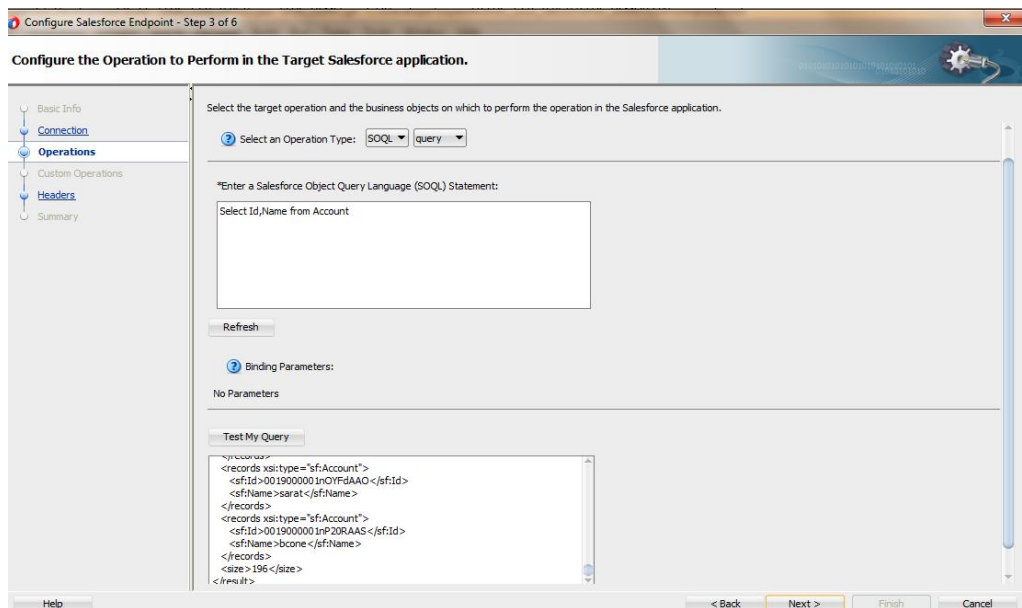 Configure Salesforce Endpoint - Step 3 of 6
Configure the Operation to Perform in the Target Salesforce application.
Basic Info
Connection
Operations
Custom Operations
Headers
Summary
Select the target operation and the business objects on which to perform the operation in the Salesforce application.
Select an Operation Type: SOQL query
*Enter a Salesforce Object Query Language (SOQL) Statement:
Select Id,Name from Account
Refresh
Binding Parameters:
No Parameters
Test My Query
</records>
<records xsi:type="sf:Account">
<sf:Id>0019000001nOYFdAAO</sf:Id>
<sf:Name>sarat</sf:Name>
</records>
<records xsi:type="sf:Account">
<sf:Id>0019000001nP20RAAS</sf:Id>
<sf:Name>bcone</sf:Name>
</records>
<size>196</size>
</result>
Help
< Back
Next >
Finish
Cancel